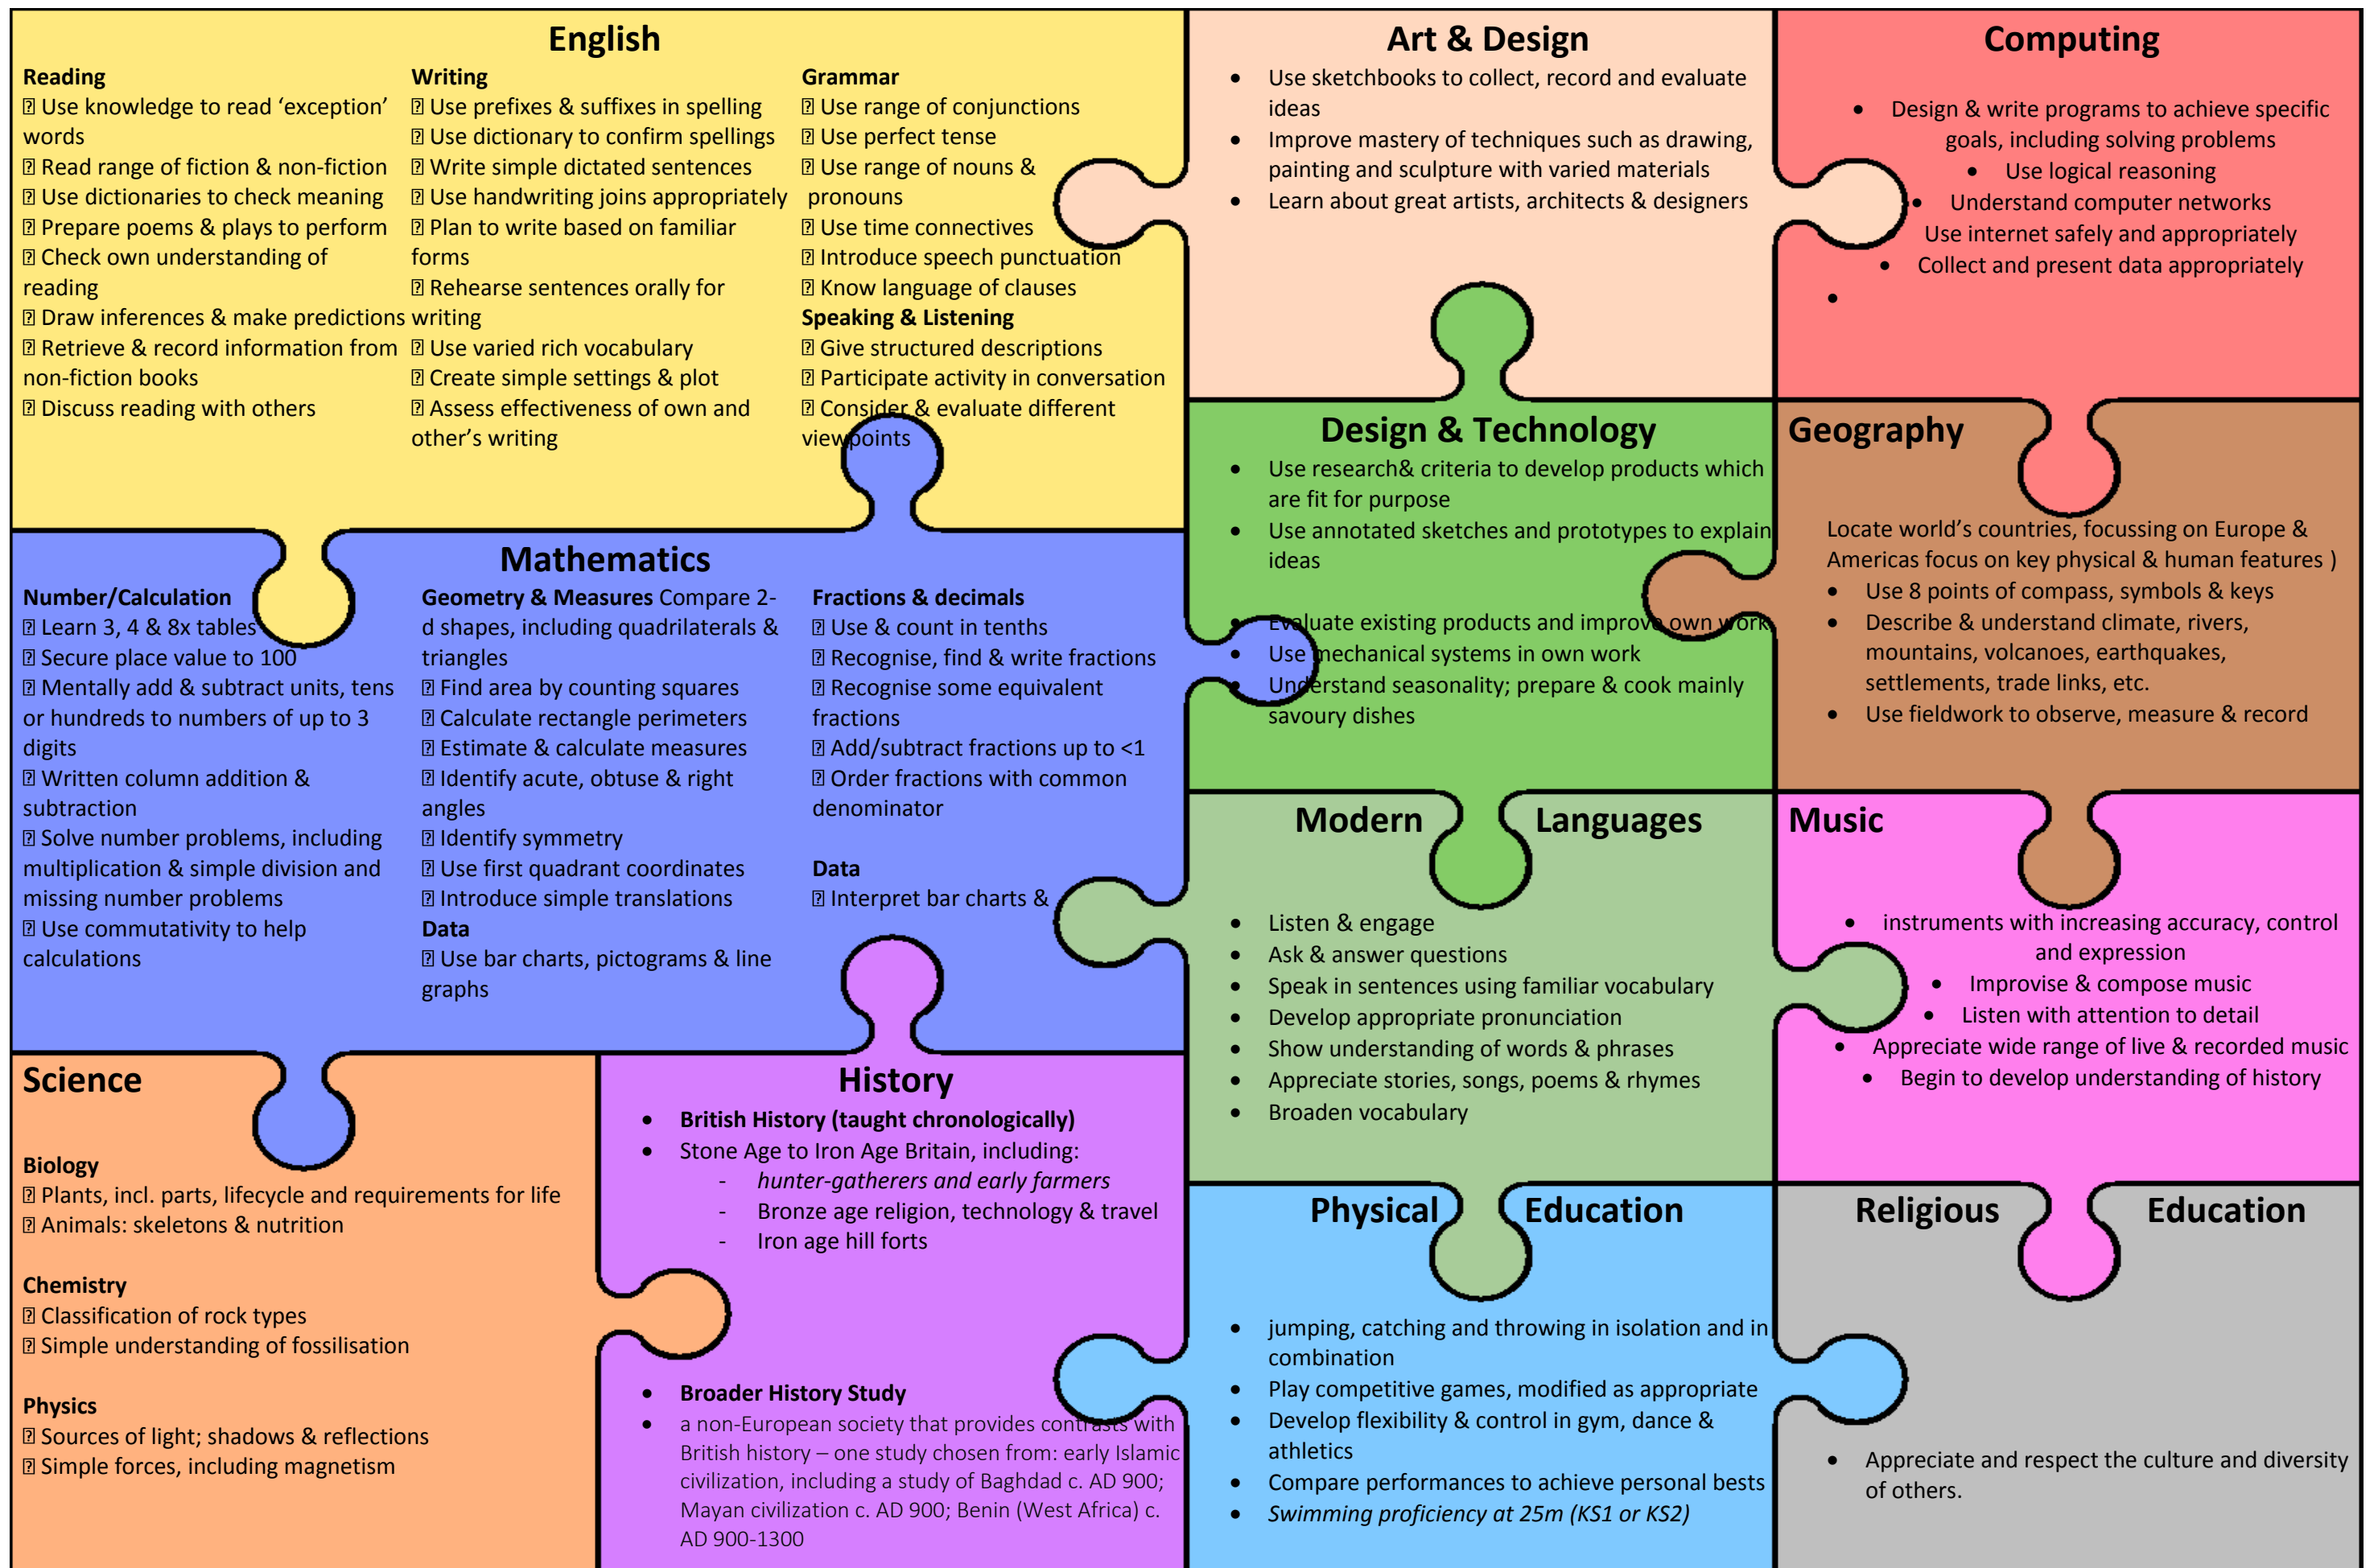 English
Reading
⍰ Use knowledge to read ‘exception’
words
⍰ Read range of fiction & non-fiction
⍰ Use dictionaries to check meaning
⍰ Prepare poems & plays to perform
⍰ Check own understanding of
reading
⍰ Draw inferences & make predictions
⍰ Retrieve & record information from
non-fiction books
⍰ Discuss reading with others
Writing
⍰ Use prefixes & suffixes in spelling
⍰ Use dictionary to confirm spellings
⍰ Write simple dictated sentences
⍰ Use handwriting joins appropriately
⍰ Plan to write based on familiar
forms
⍰ Rehearse sentences orally for
writing
⍰ Use varied rich vocabulary
⍰ Create simple settings & plot
⍰ Assess effectiveness of own and
other’s writing
Grammar
⍰ Use range of conjunctions
⍰ Use perfect tense
⍰ Use range of nouns &
pronouns
⍰ Use time connectives
⍰ Introduce speech punctuation
⍰ Know language of clauses
Speaking & Listening
⍰ Give structured descriptions
⍰ Participate activity in conversation
⍰ Consider & evaluate different
viewpoints
Art & Design
• Use sketchbooks to collect, record and evaluate
ideas
• Improve mastery of techniques such as drawing,
painting and sculpture with varied materials
• Learn about great artists, architects & designers
Computing
• Design & write programs to achieve specific
goals, including solving problems
• Use logical reasoning
• Understand computer networks
Use internet safely and appropriately
• Collect and present data appropriately
•
Design & Technology
• Use research& criteria to develop products which
are fit for purpose
• Use annotated sketches and prototypes to explain
ideas
• Evaluate existing products and improve own work
• Use mechanical systems in own work
• Understand seasonality; prepare & cook mainly
savoury dishes
Geography
Locate world’s countries, focussing on Europe &
Americas focus on key physical & human features )
• Use 8 points of compass, symbols & keys
• Describe & understand climate, rivers,
mountains, volcanoes, earthquakes,
settlements, trade links, etc.
• Use fieldwork to observe, measure & record
Mathematics
Number/Calculation
⍰ Learn 3, 4 & 8x tables
⍰ Secure place value to 100
⍰ Mentally add & subtract units, tens
or hundreds to numbers of up to 3
digits
⍰ Written column addition &
subtraction
⍰ Solve number problems, including
multiplication & simple division and
missing number problems
⍰ Use commutativity to help
calculations
Geometry & Measures Compare 2-
d shapes, including quadrilaterals &
triangles
⍰ Find area by counting squares
⍰ Calculate rectangle perimeters
⍰ Estimate & calculate measures
⍰ Identify acute, obtuse & right
angles
⍰ Identify symmetry
⍰ Use first quadrant coordinates
⍰ Introduce simple translations
Data
⍰ Use bar charts, pictograms & line
graphs
Fractions & decimals
⍰ Use & count in tenths
⍰ Recognise, find & write fractions
⍰ Recognise some equivalent
fractions
⍰ Add/subtract fractions up to <1
⍰ Order fractions with common
denominator
Data
⍰ Interpret bar charts &
Modern Languages
• Listen & engage
• Ask & answer questions
• Speak in sentences using familiar vocabulary
• Develop appropriate pronunciation
• Show understanding of words & phrases
• Appreciate stories, songs, poems & rhymes
• Broaden vocabulary
Music
• instruments with increasing accuracy, control
and expression
• Improvise & compose music
• Listen with attention to detail
• Appreciate wide range of live & recorded music
• Begin to develop understanding of history
Science
Biology
⍰ Plants, incl. parts, lifecycle and requirements for life
⍰ Animals: skeletons & nutrition
Chemistry
⍰ Classification of rock types
⍰ Simple understanding of fossilisation
Physics
⍰ Sources of light; shadows & reflections
⍰ Simple forces, including magnetism
History
• British History (taught chronologically)
• Stone Age to Iron Age Britain, including:
- hunter-gatherers and early farmers
- Bronze age religion, technology & travel
- Iron age hill forts
• Broader History Study
• a non-European society that provides contrasts with
British history – one study chosen from: early Islamic
civilization, including a study of Baghdad c. AD 900;
Mayan civilization c. AD 900; Benin (West Africa) c.
AD 900-1300
Physical Education
• jumping, catching and throwing in isolation and in
combination
• Play competitive games, modified as appropriate
• Develop flexibility & control in gym, dance &
athletics
• Compare performances to achieve personal bests
• Swimming proficiency at 25m (KS1 or KS2)
Religious Education
• Appreciate and respect the culture and diversity
of others.